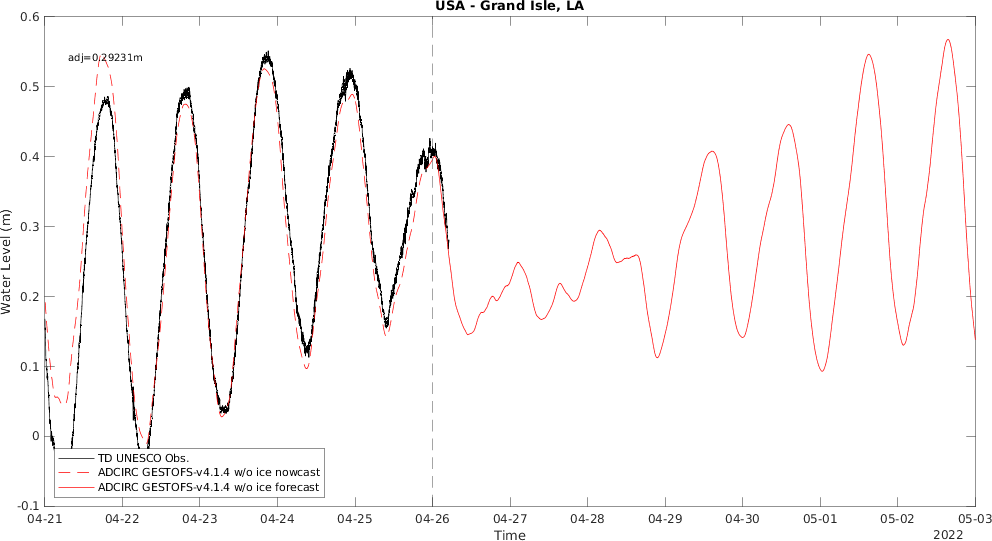 USA - Grand Isle, LA
adj=0.29231m
Water Level (m)
0.6
0.5
0.4
0.3
0.2
0.1
0
-0.1
TD UNESCO Obs.
ADCIRC GESTOFS-v4.1.4 w/o ice nowcast
ADCIRC GESTOFS-v4.1.4 w/o ice forecast
04-21 04-22 04-23 04-24 04-25 04-26 04-27 04-28 04-29 04-30 05-01 05-02 05-03
Time
2022